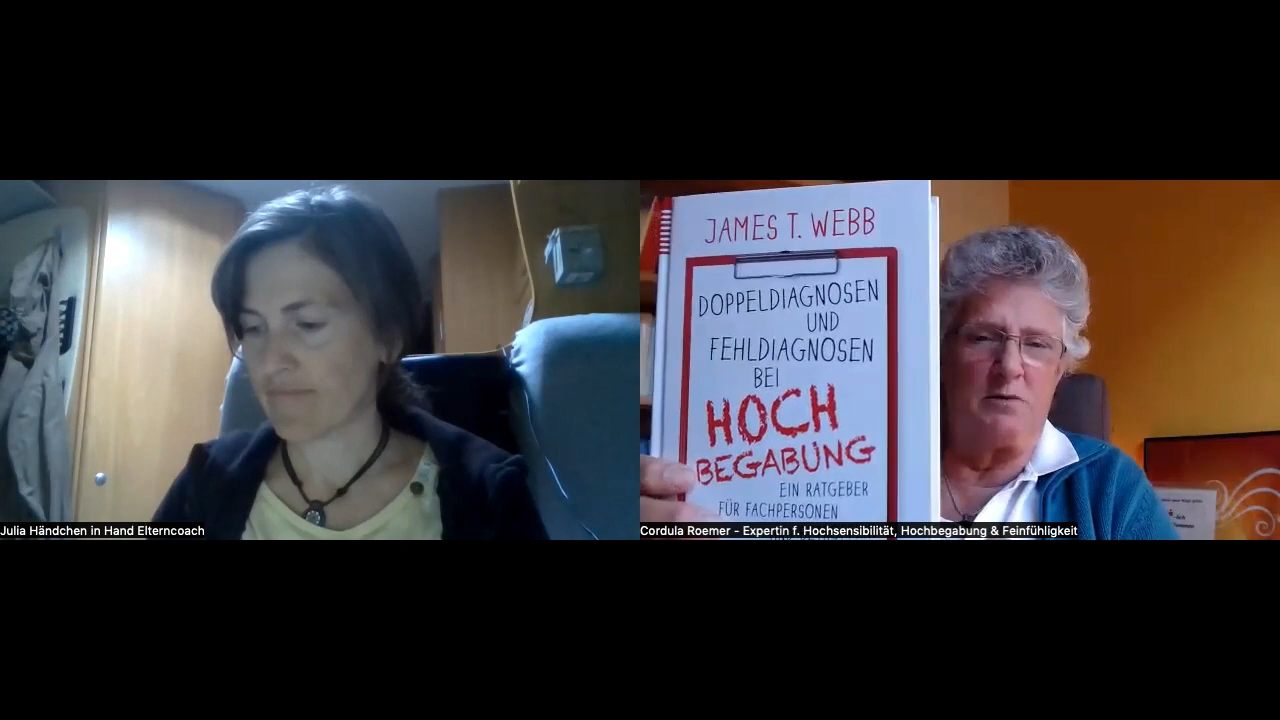 JAMES T. WEBB
DOPPELDIAGNOSEN
UND
FEHLDIAGNOSEN
BEI
HOCH
BEGABUNG
EIN RATGEBER
FÜR FACHPERSONEN
Julia Händchen in Hand Elterncoach
Cordula Roemer - Expertin f. Hochsensibilität, Hochbegabung & Feinfühligkeit